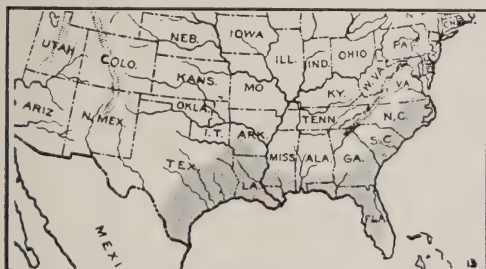 N.Y.
NEB.
IOWA
PA.
UTAH
COLO.
ILL.
IND.
OHIO
W.VA.
VA.
KANS.
MO
KY.
ARIZ
N.MEX.
OKLA.
TENN
N.C.
I.T.
ARK.
S.C.
TEX.
MISS
ALA.
GA.
LA.
FLA.
MEXI